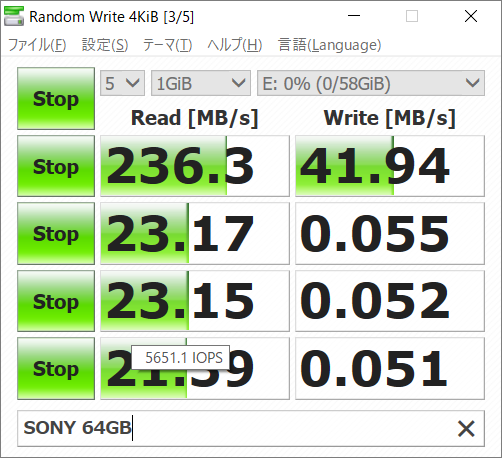 Random Write 4KiB [3/5]
ファイル(F) 設定(S) テーマ(T) ヘルプ(H) 言語(Language)
Stop 5 1GiB E: 0% (0/58GiB)
Read [MB/s] Write [MB/s]
Stop 236.3 41.94
Stop 23.17 0.055
Stop 23.15 0.052
5651.1 IOPS
Stop 21.39 0.051
SONY 64GB